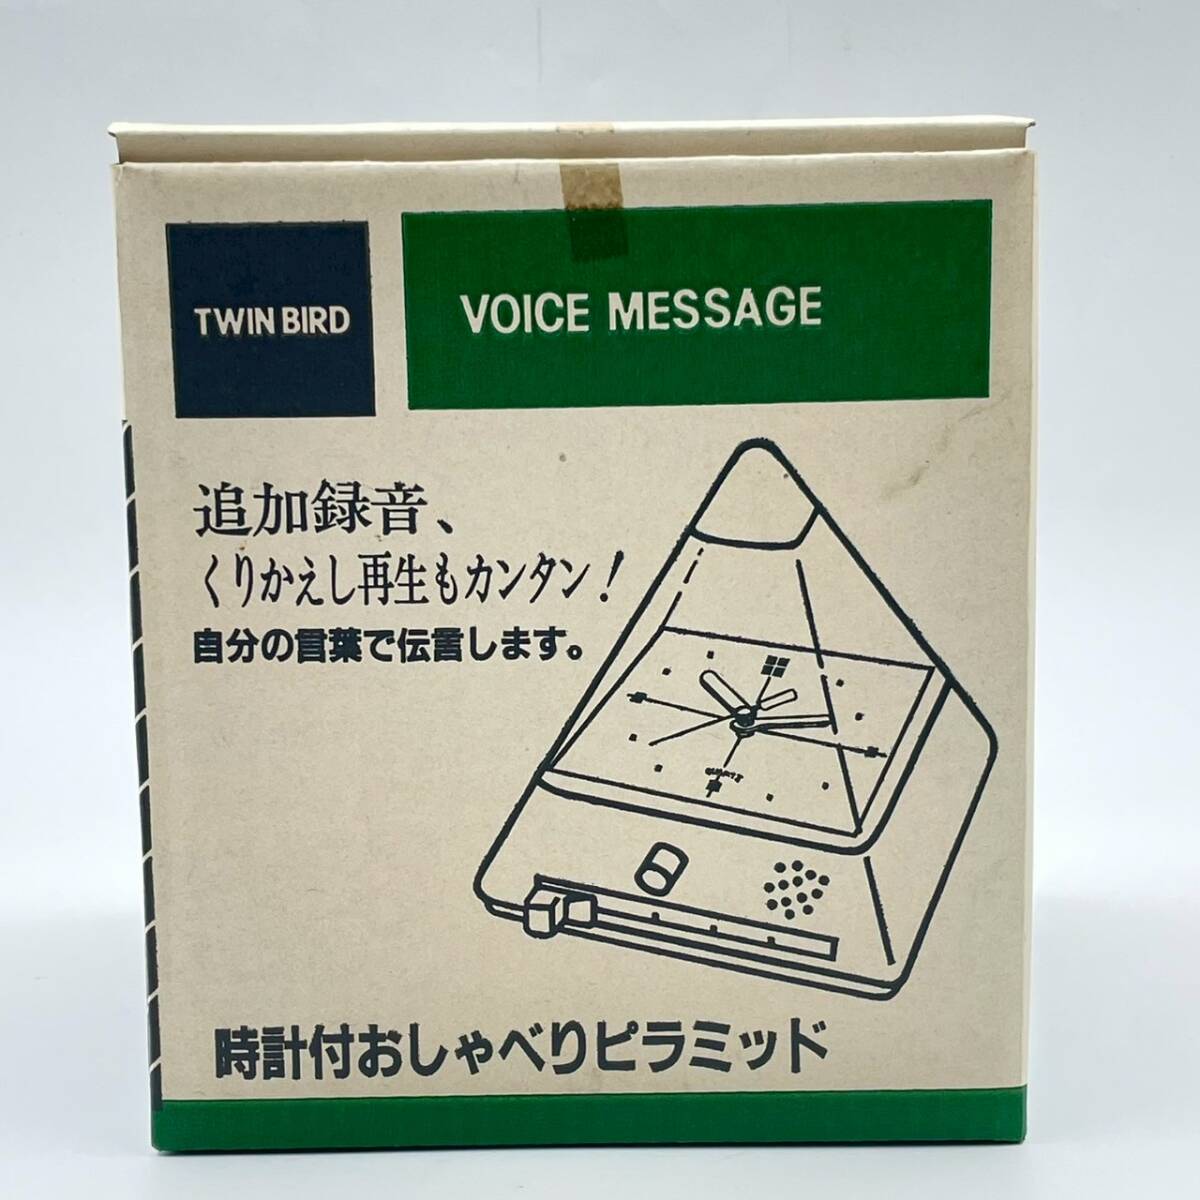 TWIN BIRD
VOICE MESSAGE
追加録音、
くりかえし再生もカンタン！
自分の言葉で伝言します。
QUARTZ
時計付おしゃべりピラミッド